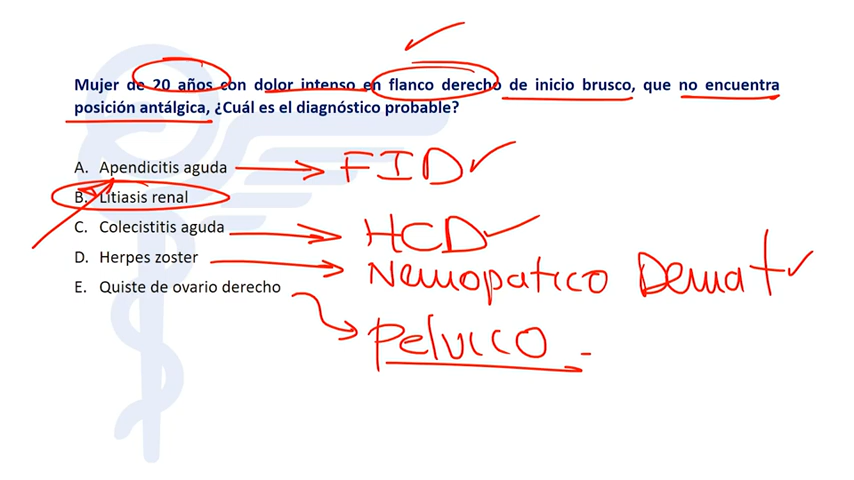 Mujer de 20 años con dolor intenso en flanco derecho de inicio brusco, que no encuentra
posición antálgica, ¿Cuál es el diagnóstico probable?
A. Apendicitis aguda FID
B. Litiasis renal
C. Colecistitis aguda HCD
D. Herpes zoster Nemopatico Demat
E. Quiste de ovario derecho
Pelvico